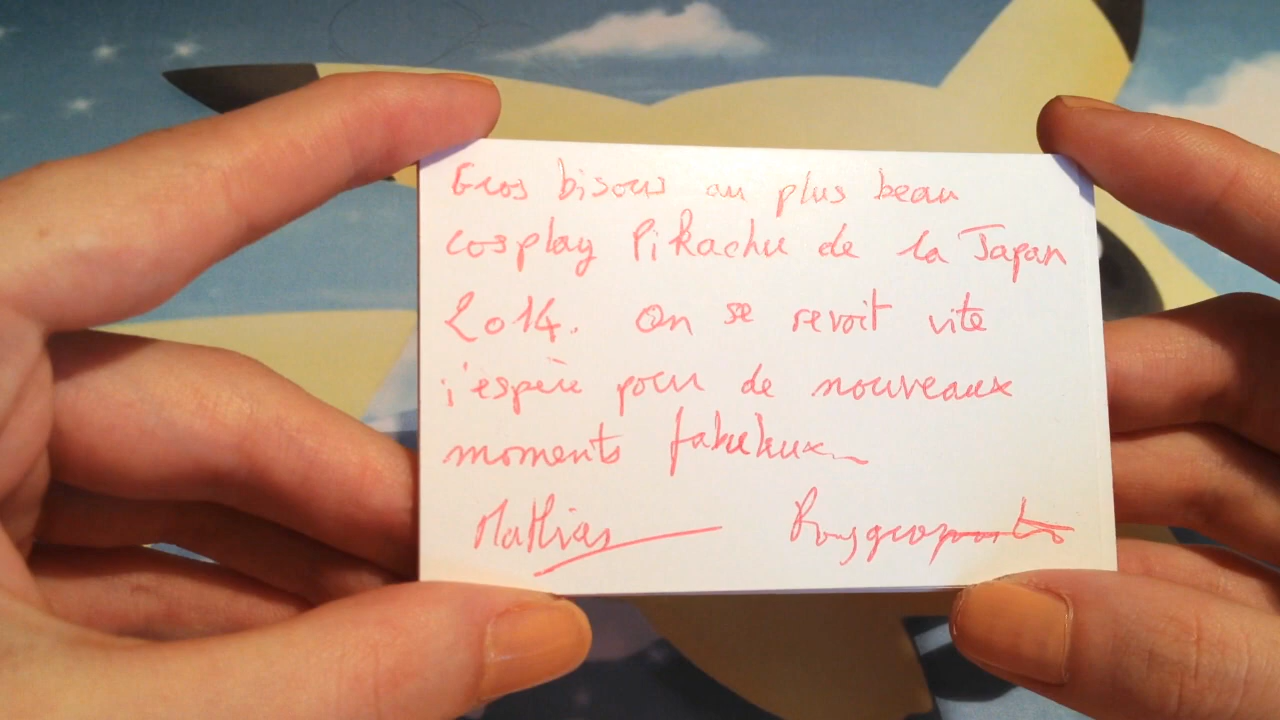 Gros bisous au plus beau
cosplay Pikachu de la Japan
2014. On se revoit vite
j'espère pour de nouveaux
moments fabuleux
Mathias